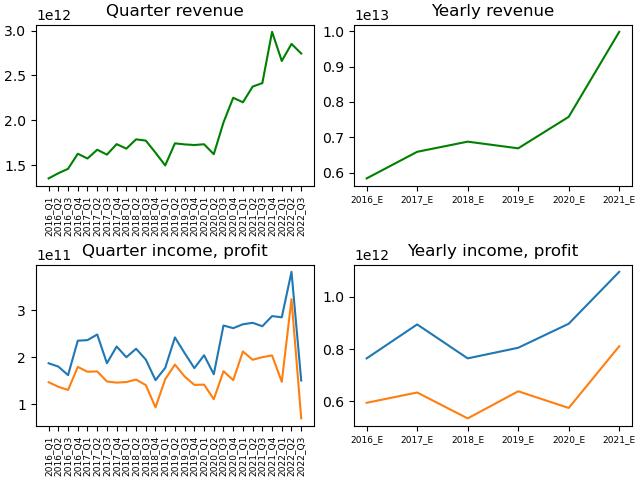 Quarter revenue
1e12
3.0
2.5
2.0
1.5
2016_Q1
2016_Q2
2016_Q3
2016_Q4
2017_Q1
2017_Q2
2017_Q3
2017_Q4
2018_Q1
2018_Q2
2018_Q3
2018_Q4
2019_Q1
2019_Q2
2019_Q3
2019_Q4
2020_Q1
2020_Q2
2020_Q3
2020_Q4
2021_Q1
2021_Q2
2021_Q3
2021_Q4
2022_Q1
2022_Q2
2022_Q3
Yearly revenue
1e13
1.0
0.9
0.8
0.7
0.6
2016_E 2017_E 2018_E 2019_E 2020_E 2021_E
Quarter income, profit
1e11
3
2
1
2016_Q1
2016_Q2
2016_Q3
2016_Q4
2017_Q1
2017_Q2
2017_Q3
2017_Q4
2018_Q1
2018_Q2
2018_Q3
2018_Q4
2019_Q1
2019_Q2
2019_Q3
2019_Q4
2020_Q1
2020_Q2
2020_Q3
2020_Q4
2021_Q1
2021_Q2
2021_Q3
2021_Q4
2022_Q1
2022_Q2
2022_Q3
Yearly income, profit
1e12
1.0
0.8
0.6
2016_E 2017_E 2018_E 2019_E 2020_E 2021_E